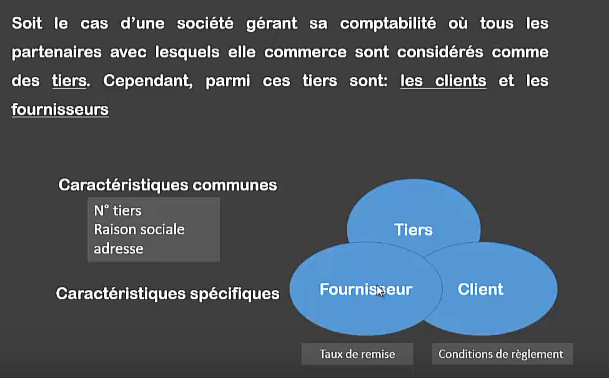 Soit le cas d'une société gérant sa comptabilité où tous les
partenaires avec lesquels elle commerce sont considérés comme
des tiers. Cependant, parmi ces tiers sont: les clients et les
fournisseurs
Caractéristiques communes
N° tiers
Raison sociale
adresse
Tiers
Caractéristiques spécifiques
Fournisseur
Client
Taux de remise
Conditions de règlement